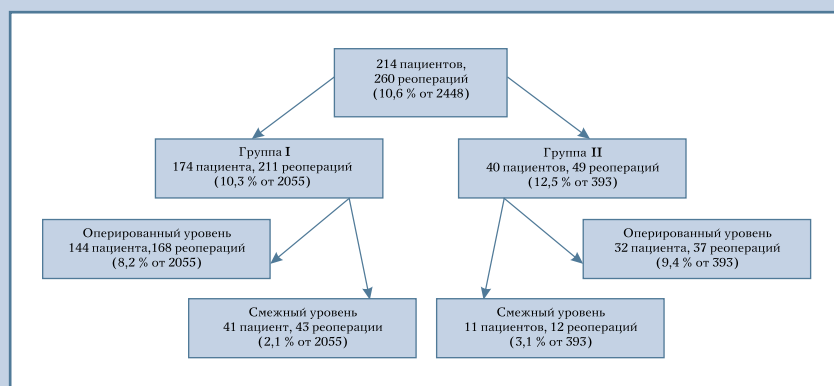 214 пациентов,
260 реопераций
(10,6 % от 2448)
Группа I
174 пациента, 211 реопераций
(10,3 % от 2055)
Группа II
40 пациентов, 49 реопераций
(12,5 % от 393)
Оперированный уровень
144 пациента,168 реопераций
(8,2 % от 2055)
Оперированный уровень
32 пациента, 37 реопераций
(9,4 % от 393)
Смежный уровень
41 пациент, 43 реоперации
(2,1 % от 2055)
Смежный уровень
11 пациентов, 12 реопераций
(3,1 % от 393)